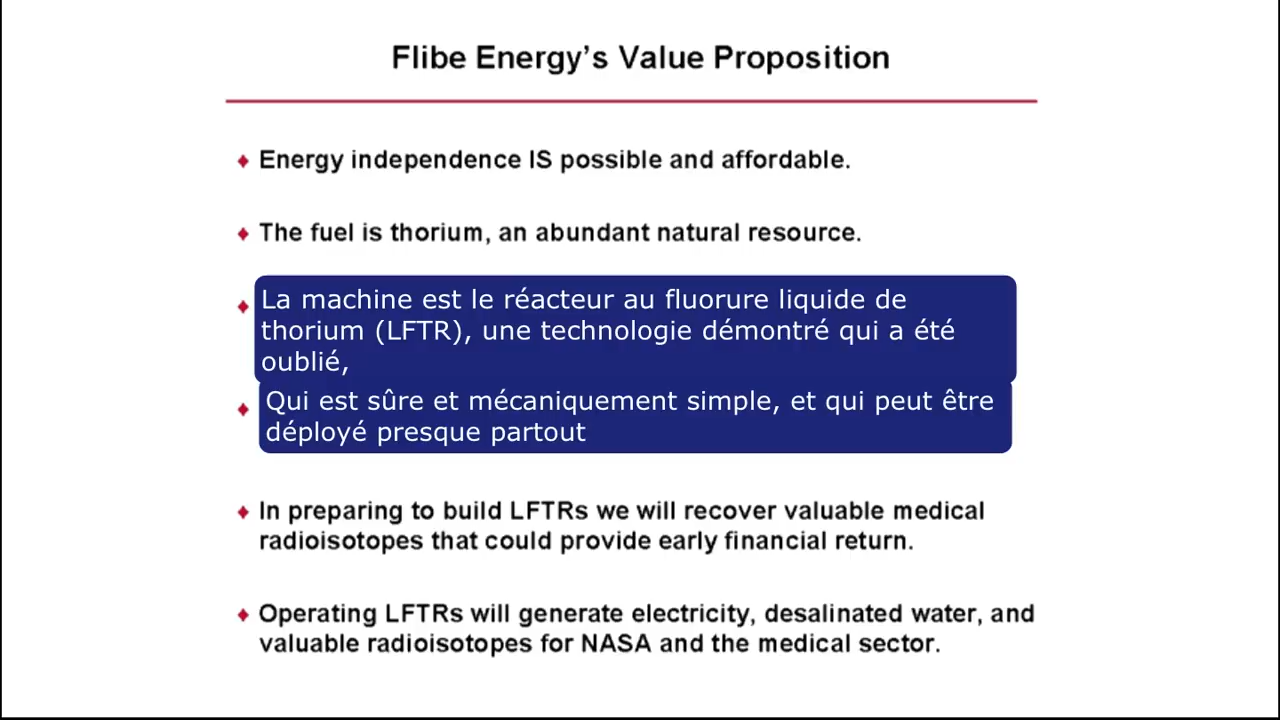 Flibe Energy's Value Proposition
♦ Energy independence IS possible and affordable.
♦ The fuel is thorium, an abundant natural resource.
♦ La machine est le réacteur au fluorure liquide de
thorium (LFTR), une technologie démontré qui a été
oublié,
♦ Qui est sûre et mécaniquement simple, et qui peut être
déployé presque partout
♦ In preparing to build LFTRs we will recover valuable medical
radioisotopes that could provide early financial return.
♦ Operating LFTRs will generate electricity, desalinated water, and
valuable radioisotopes for NASA and the medical sector.